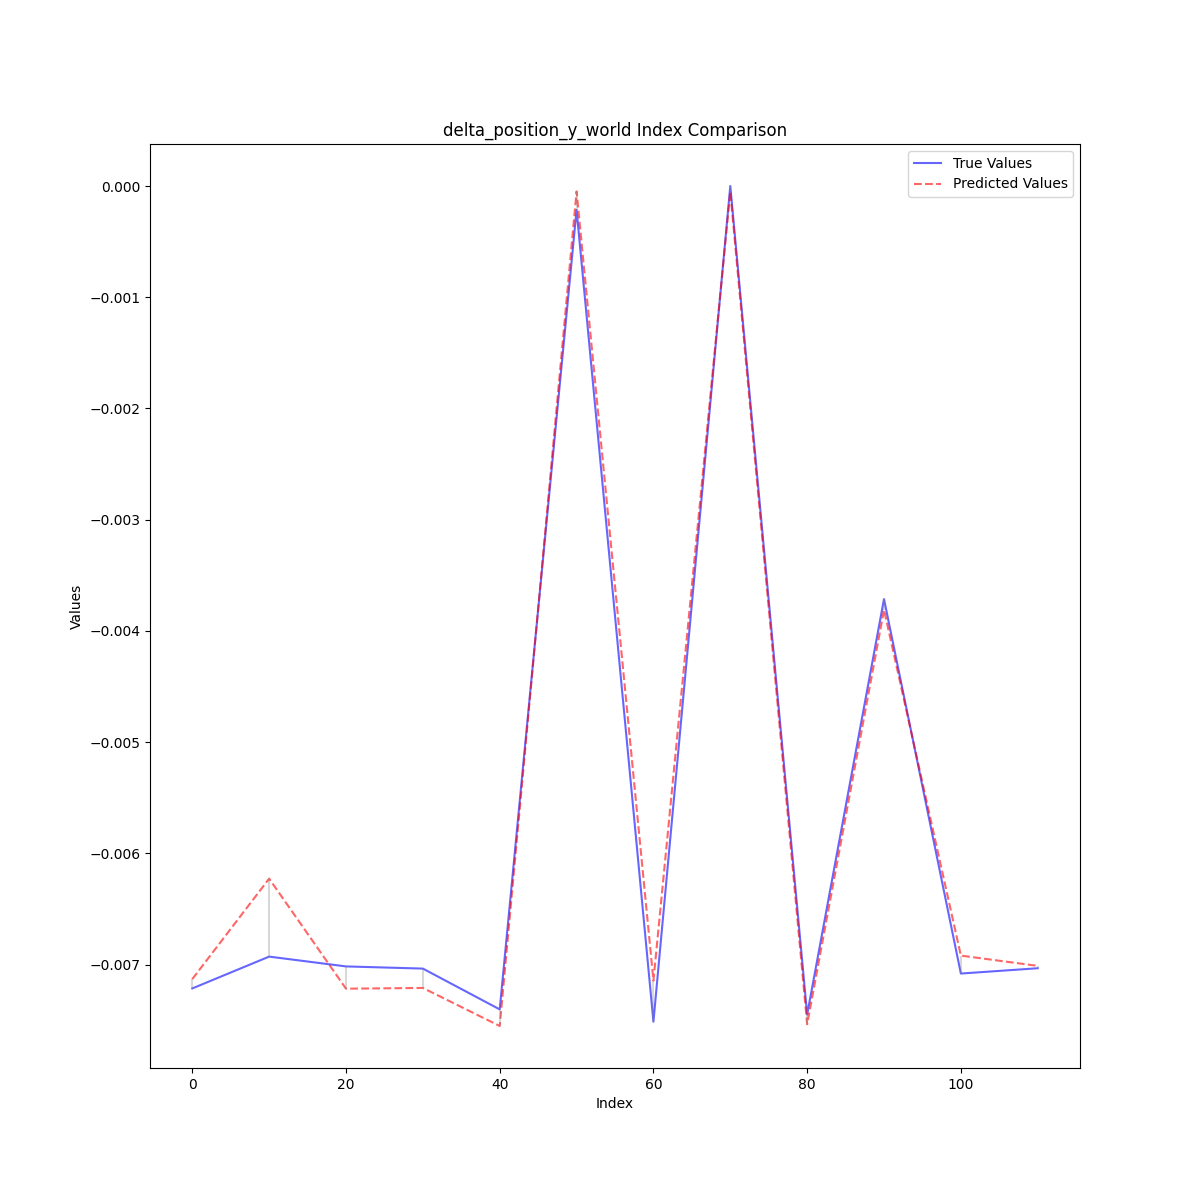 delta_position_y_world Index Comparison
True Values
Predicted Values
0.000
−0.001
−0.002
−0.003
−0.004
−0.005
−0.006
−0.007
Values
0 20 40 60 80 100
Index